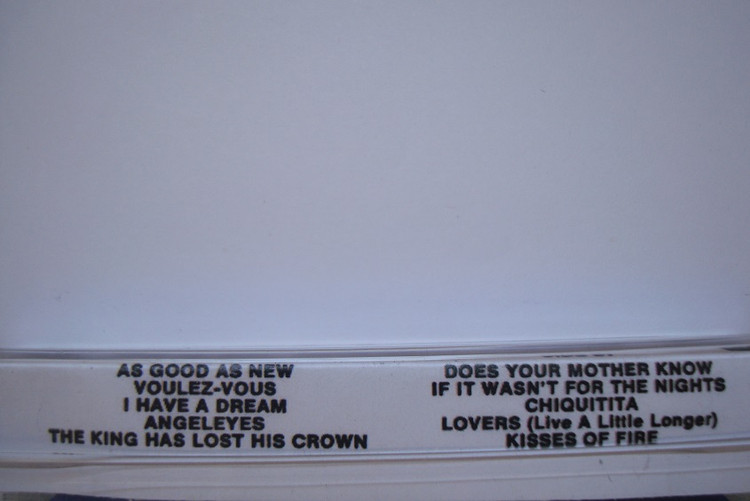 AS GOOD AS NEW
VOULEZ-VOUS
I HAVE A DREAM
ANGELEYES
THE KING HAS LOST HIS CROWN
DOES YOUR MOTHER KNOW
IF IT WASN'T FOR THE NIGHTS
CHIQUITITA
LOVERS (Live A Little Longer)
KISSES OF FIRE